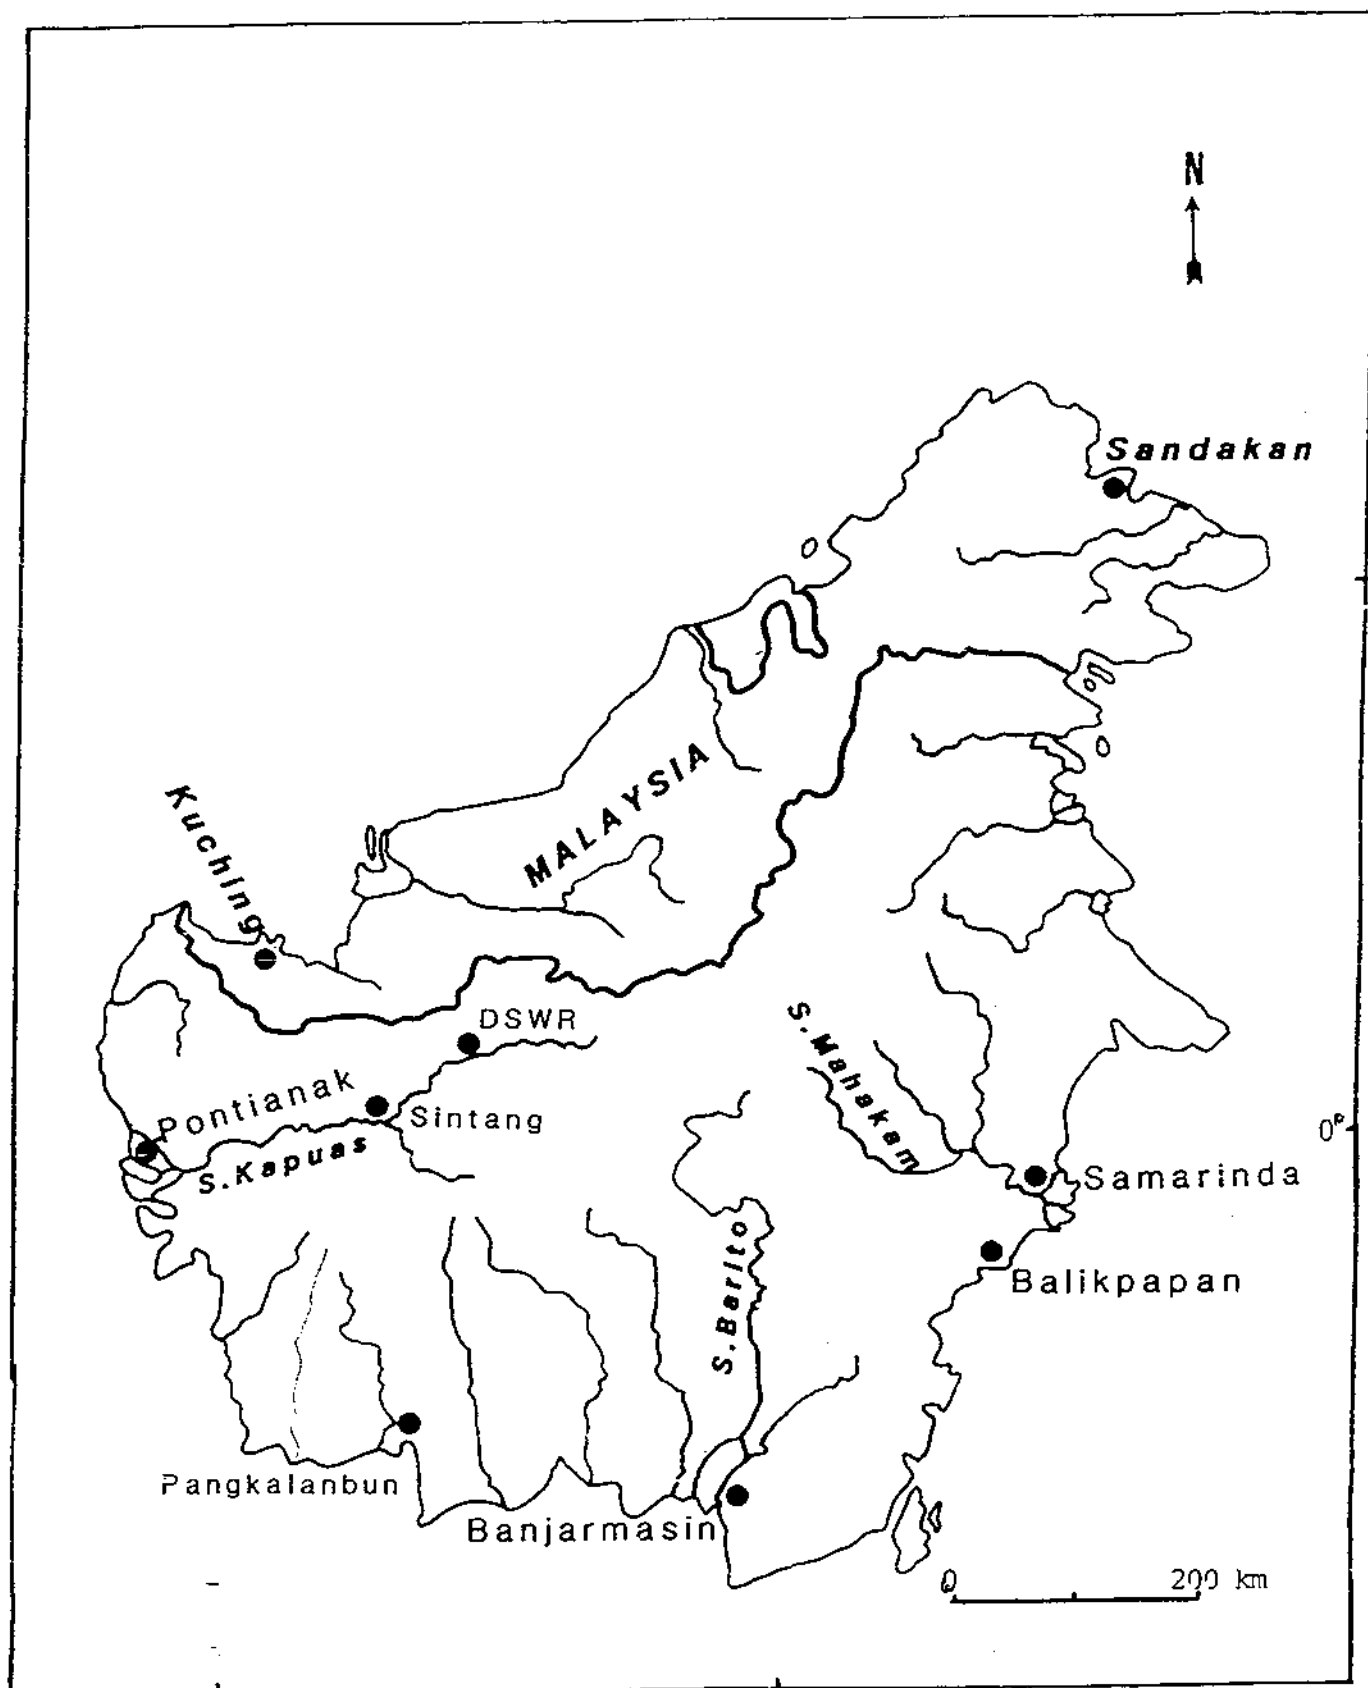 N
Sandakan
MALAYSIA
Kuching
DSWR
S.Mahakam
Pontianak
Sintang
0°
S.Kapuas
Samarinda
S.Barito
Balikpapan
Pangkalanbun
Banjarmasin
0 200 km